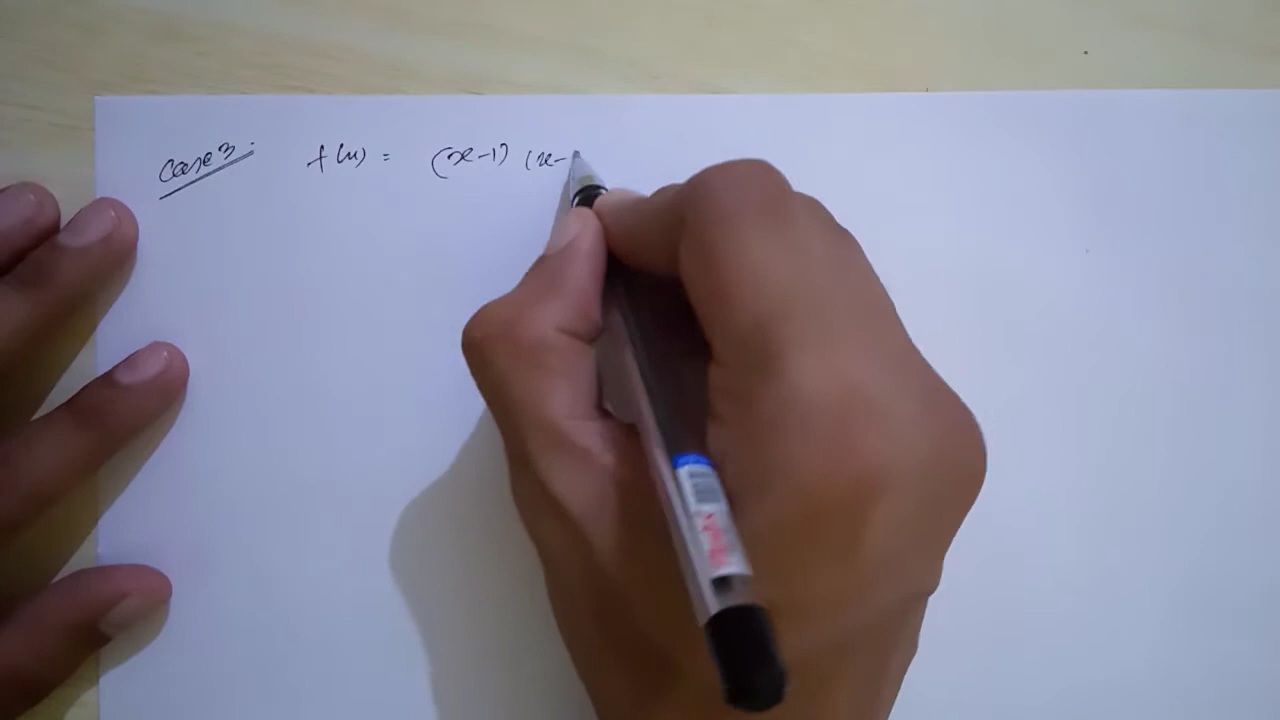 Case 3: f(x) = (x-1) (x-